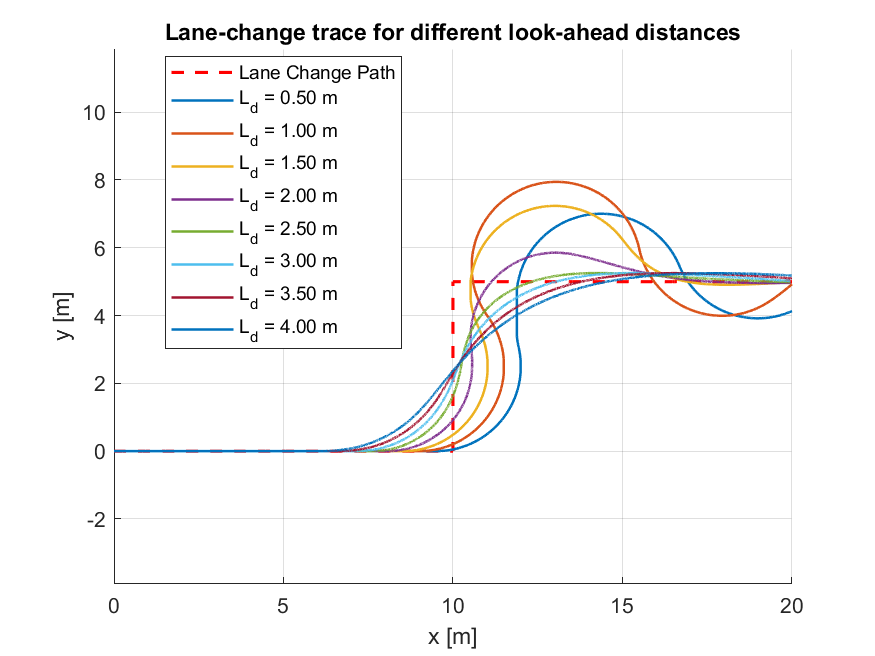 Lane-change trace for different look-ahead distances
Lane Change Path
L_d = 0.50 m
L_d = 1.00 m
L_d = 1.50 m
L_d = 2.00 m
L_d = 2.50 m
L_d = 3.00 m
L_d = 3.50 m
L_d = 4.00 m
10
8
6
4
2
0
-2
y [m]
0 5 10 15 20
x [m]